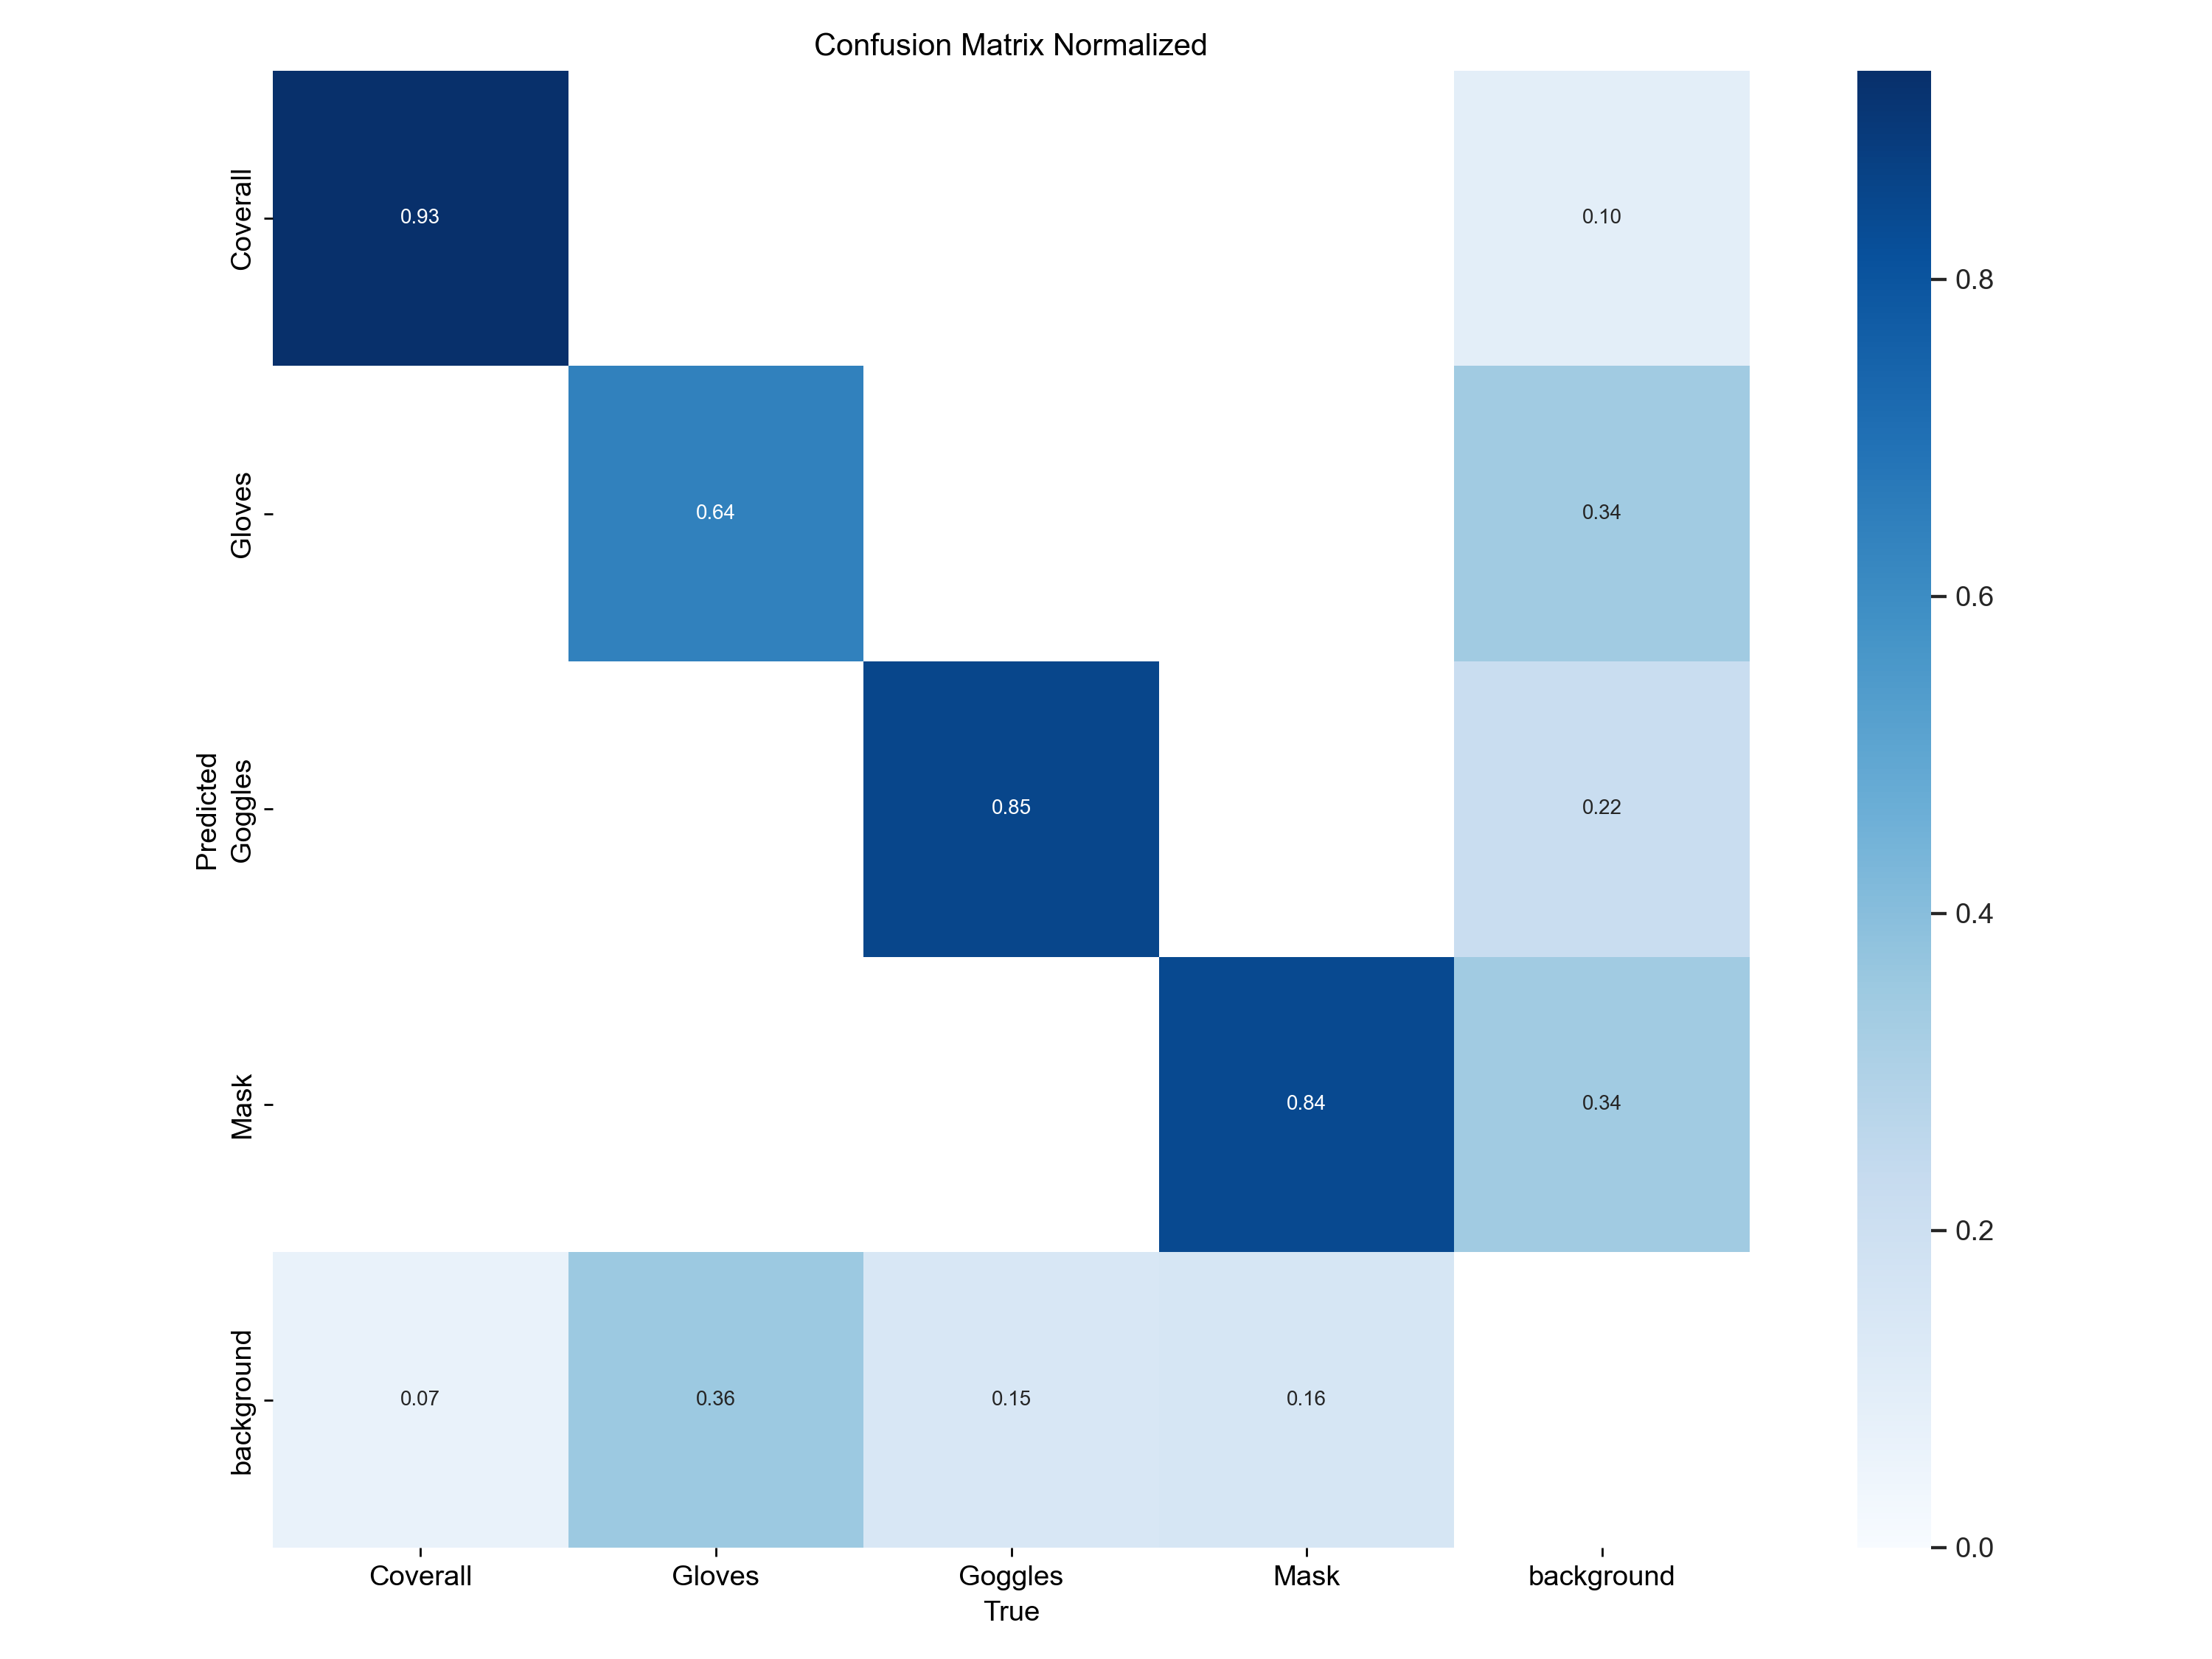 Confusion Matrix Normalized
Coverall
0.93
0.10
0.8
Gloves
0.64
0.34
0.6
Predicted
Goggles
0.85
0.22
0.4
Mask
0.84
0.34
0.2
background
0.07
0.36
0.15
0.16
0.0
Coverall
Gloves
Goggles
Mask
background
True